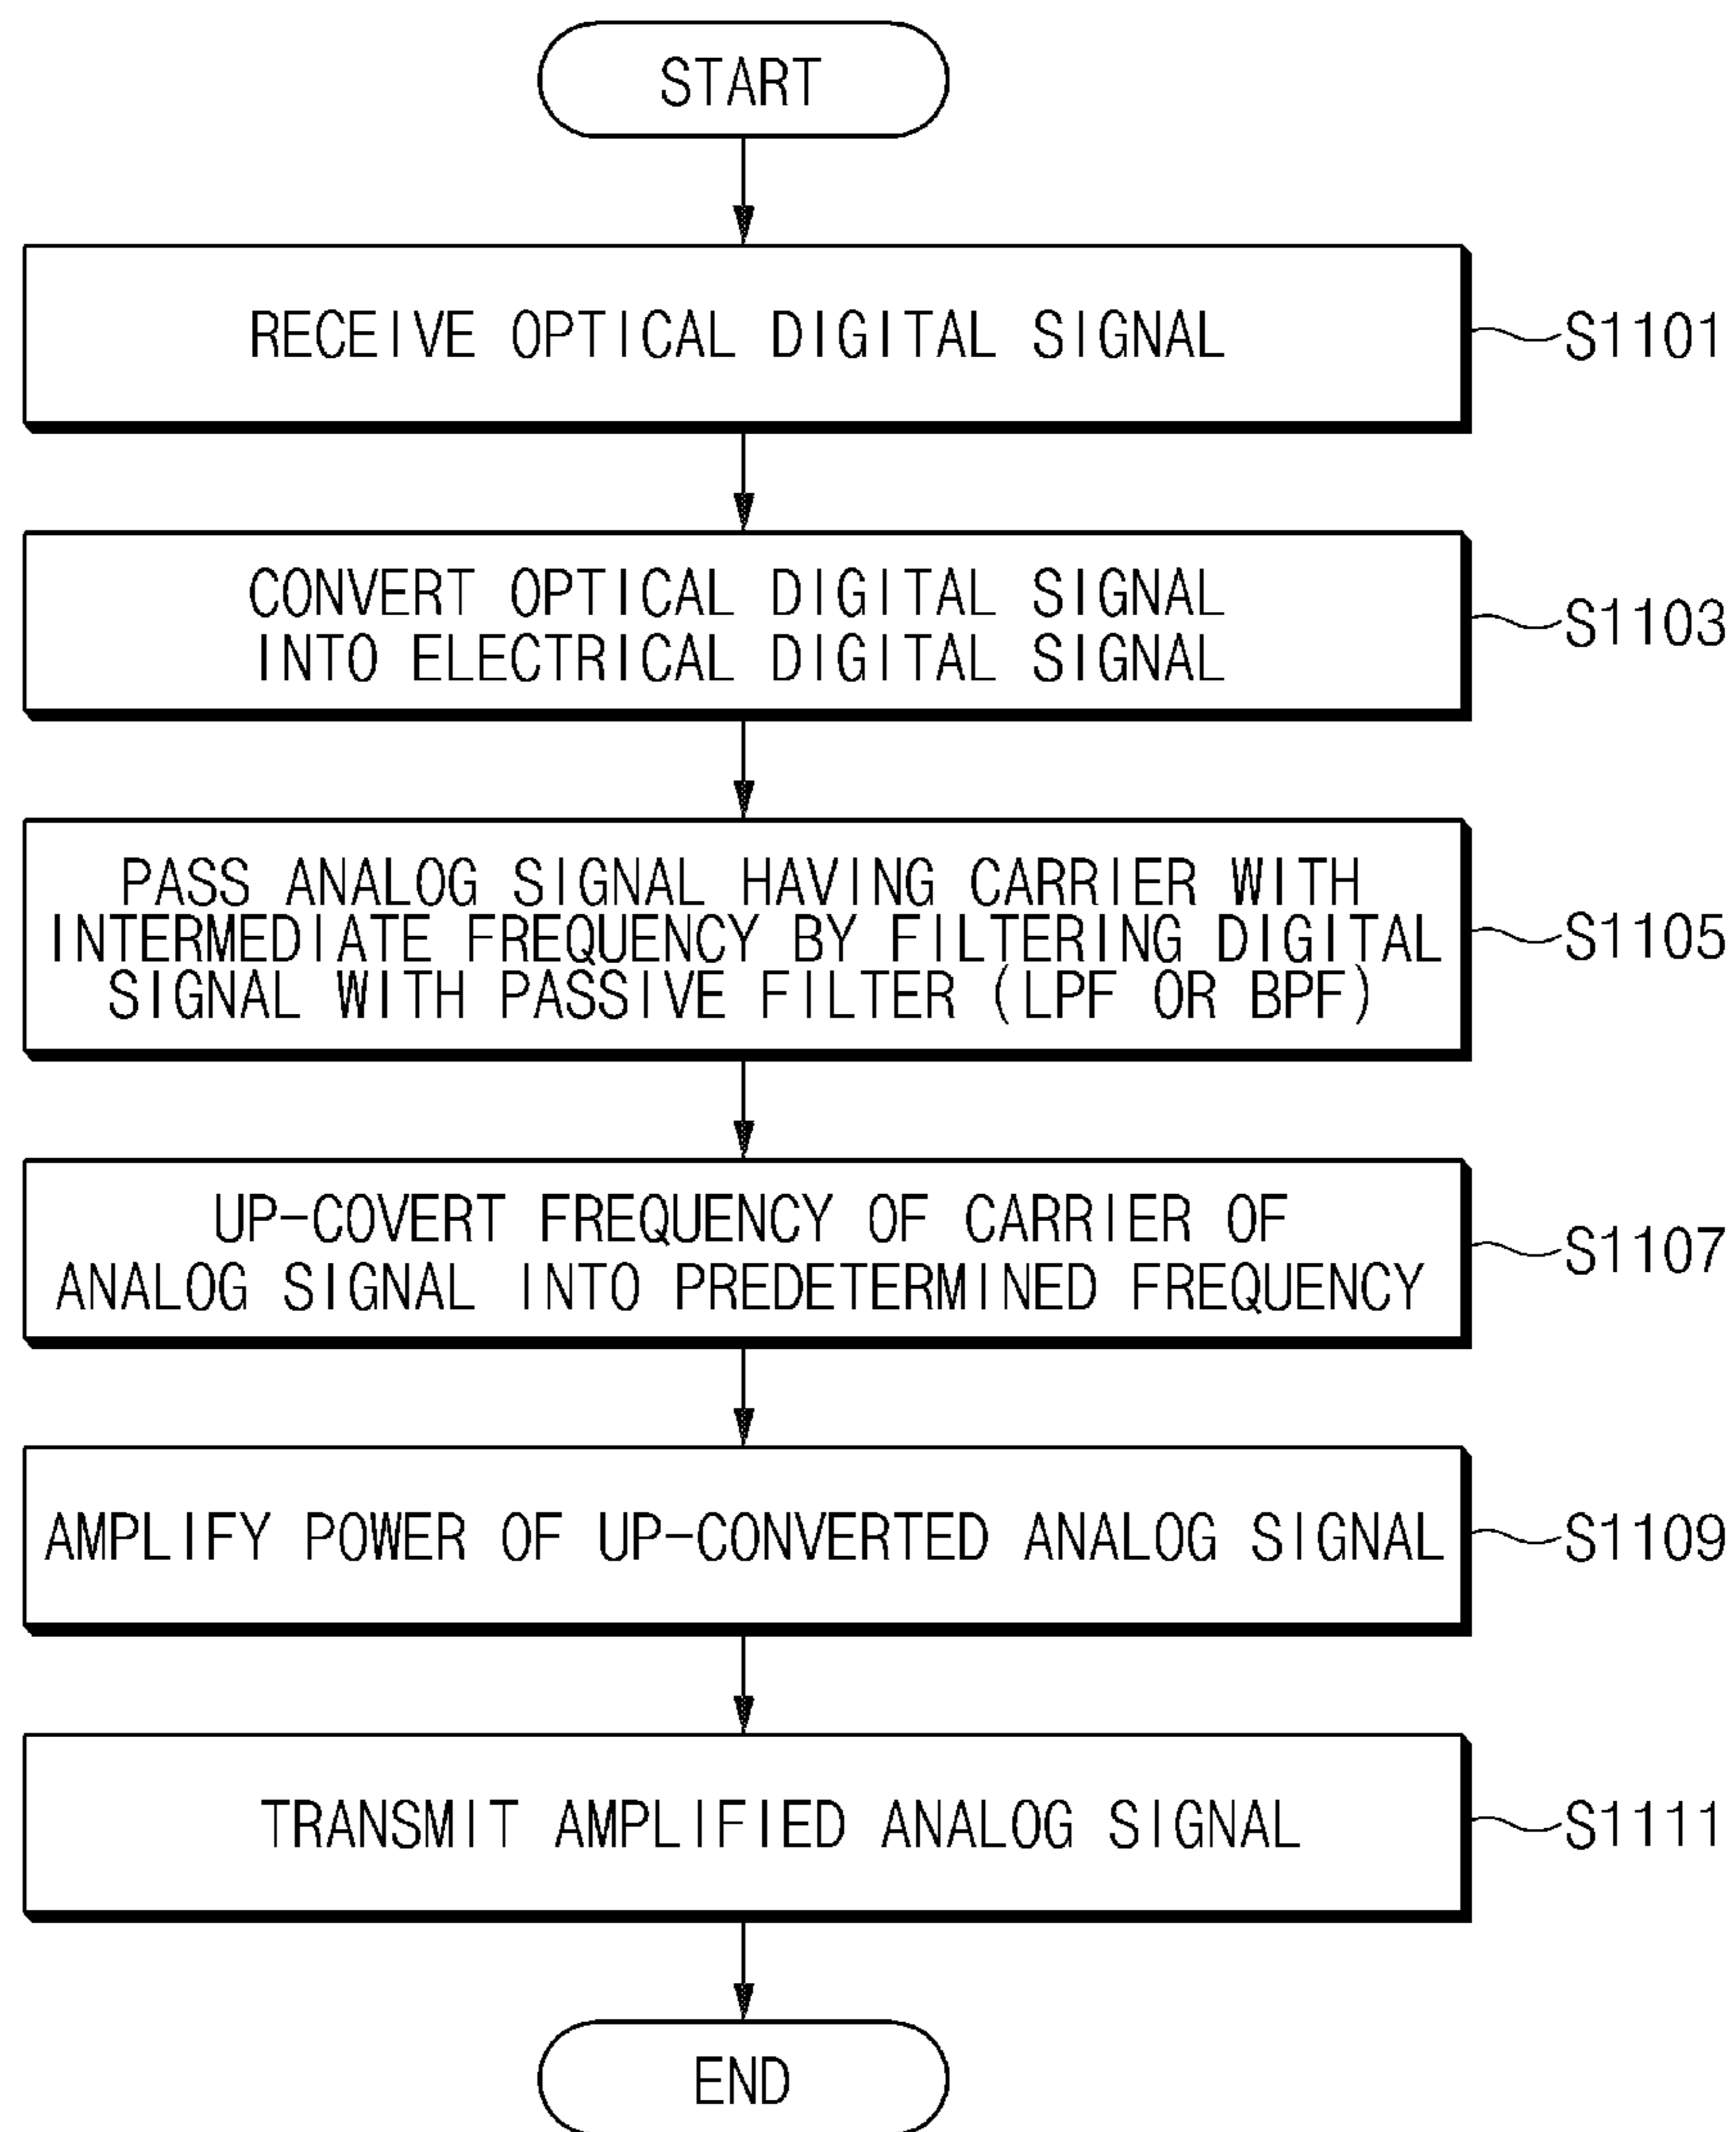 START
RECEIVE OPTICAL DIGITAL SIGNAL
S1101
CONVERT OPTICAL DIGITAL SIGNAL
INTO ELECTRICAL DIGITAL SIGNAL
S1103
PASS ANALOG SIGNAL HAVING CARRIER WITH
INTERMEDIATE FREQUENCY BY FILTERING DIGITAL
SIGNAL WITH PASSIVE FILTER (LPF OR BPF)
S1105
UP-COVERT FREQUENCY OF CARRIER OF
ANALOG SIGNAL INTO PREDETERMINED FREQUENCY
S1107
AMPLIFY POWER OF UP-CONVERTED ANALOG SIGNAL
S1109
TRANSMIT AMPLIFIED ANALOG SIGNAL
S1111
END